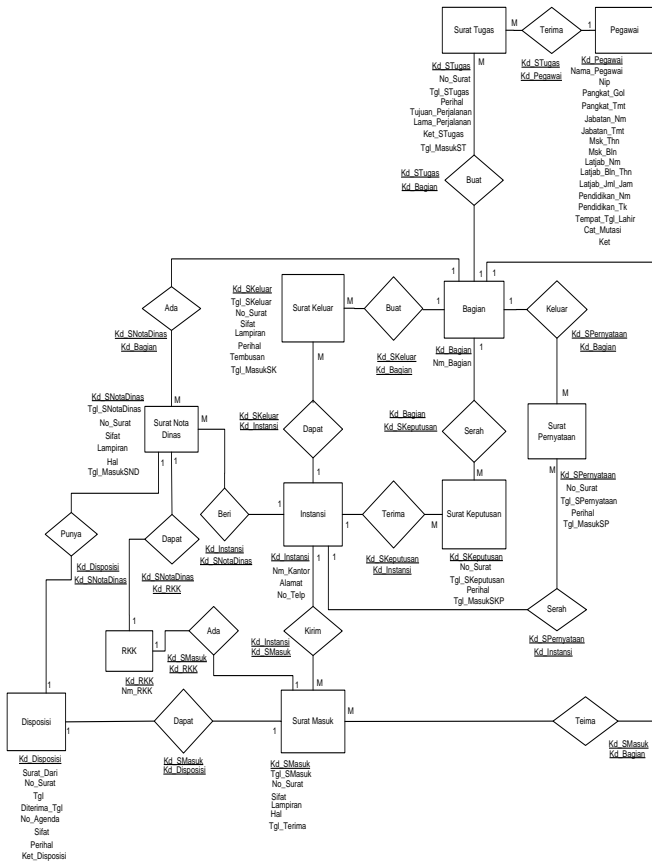 Surat Tugas
M
Terima
1
Pegawai
Kd_STugas
Kd_Pegawai
Kd_STugas
No_Surat
Tgl_STugas
Perihal
Tujuan_Perjalanan
Lama_Perjalanan
Ket_STugas
Tgl_MasukST
M
Kd_Pegawai
Nama_Pegawai
Nip
Pangkat_Gol
Pangkat_Tmt
Jabatan_Nm
Jabatan_Tmt
Msk_Thn
Msk_Bln
Latjab_Nm
Latjab_Bln_Thn
Latjab_Jml_Jam
Pendidikan_Nm
Pendidikan_Tk
Tempat_Tgl_Lahir
Cat_Mutasi
Ket
Buat
Kd_STugas
Kd_Bagian
1
1
1
Ada
Kd_SNotaDinas
Kd_Bagian
Kd_SKeluar
Tgl_SKeluar
No_Surat
Sifat
Lampiran
Perihal
Tembusan
Tgl_MasukSK
Surat Keluar
M
M
Buat
Kd_SKeluar
Kd_Bagian
1
Bagian
Kd_Bagian
Nm_Bagian
1
1
Keluar
Kd_SPernyataan
Kd_Bagian
M
Surat
Pernyataan
Kd_SPernyataan
No_Surat
Tgl_SPernyataan
Perihal
Tgl_MasukSP
M
Kd_SNotaDinas
Tgl_SNotaDinas
No_Surat
Sifat
Lampiran
Hal
Tgl_MasukSND
M
Surat Nota
Dinas
M
1
1
Kd_SKeluar
Kd_Instansi
Dapat
1
Kd_Bagian
Kd_SKeputusan
Serah
M
Punya
Kd_Disposisi
Kd_SNotaDinas
Dapat
Kd_SNotaDinas
Kd_RKK
Beri
Kd_Instansi
Kd_SNotaDinas
1
Instansi
1
Kd_Instansi
Nm_Kantor
Alamat
No_Telp
1
1
Terima
Kd_SKeputusan
Kd_Instansi
M
Surat Keputusan
Kd_SKeputusan
No_Surat
Tgl_SKeputusan
Perihal
Tgl_MasukSKP
Serah
Kd_SPernyataan
Kd_Instansi
1
RKK
1
Kd_RKK
Nm_RKK
Ada
Kd_SMasuk
Kd_RKK
Kd_Instansi
Kd_SMasuk
Kirim
1
M
1
Disposisi
1
Kd_Disposisi
Surat_Dari
No_Surat
Tgl
Diterima_Tgl
No_Agenda
Sifat
Perihal
Ket_Disposisi
Dapat
Kd_SMasuk
Kd_Disposisi
1
Surat Masuk
M
Kd_SMasuk
Tgl_SMasuk
No_Surat
Sifat
Lampiran
Hal
Tgl_Terima
Teima
Kd_SMasuk
Kd_Bagian